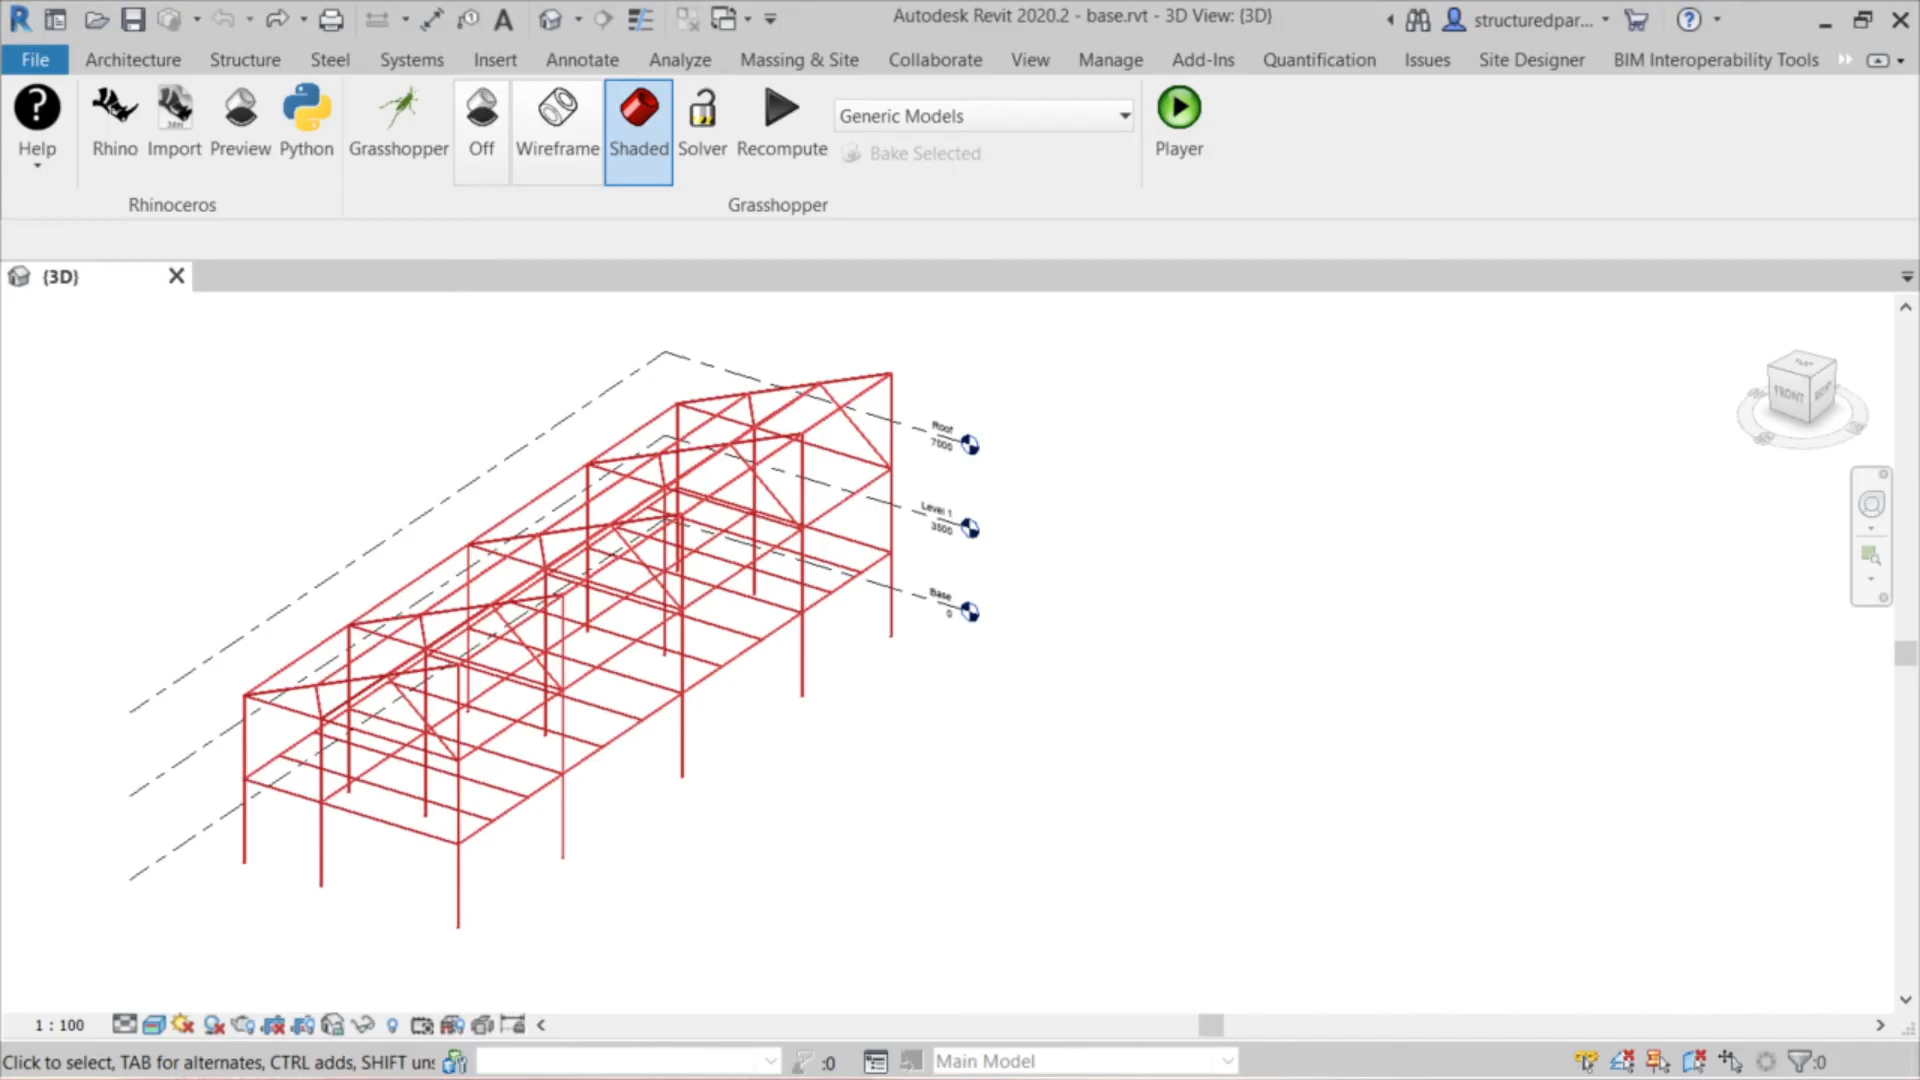 Autodesk Revit 2020.2 - base.rvt - 3D View: {3D}
structuredpar...
File Architecture Structure Steel Systems Insert Annotate Analyze Massing & Site Collaborate View Manage Add-Ins Quantification Issues Site Designer BIM Interoperability Tools
Help Rhino Import Preview Python Grasshopper Off Wireframe Shaded Solver Recompute
Generic Models
Bake Selected
Player
Rhinoceros Grasshopper
{3D}
FRONT
Roof
7000
Level 1
3500
Base
0
1 : 100
Click to select, TAB for alternates, CTRL adds, SHIFT uns
:0
Main Model
:0